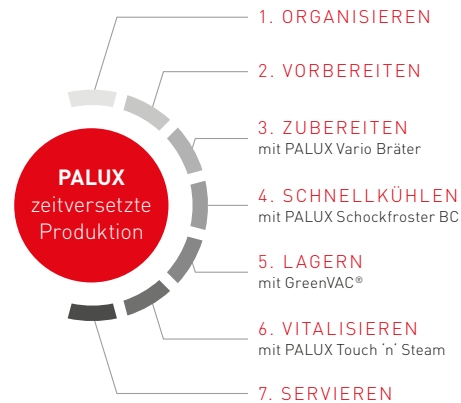 1. ORGANISIEREN
2. VORBEREITEN
3. ZUBEREITEN
mit PALUX Vario Bräter
PALUX
zeitversetzte
Produktion
4. SCHNELLKÜHLEN
mit PALUX Schockfroster BC
5. LAGERN
mit GreenVAC®
6. VITALISIEREN
mit PALUX Touch ‘n’ Steam
7. SERVIEREN